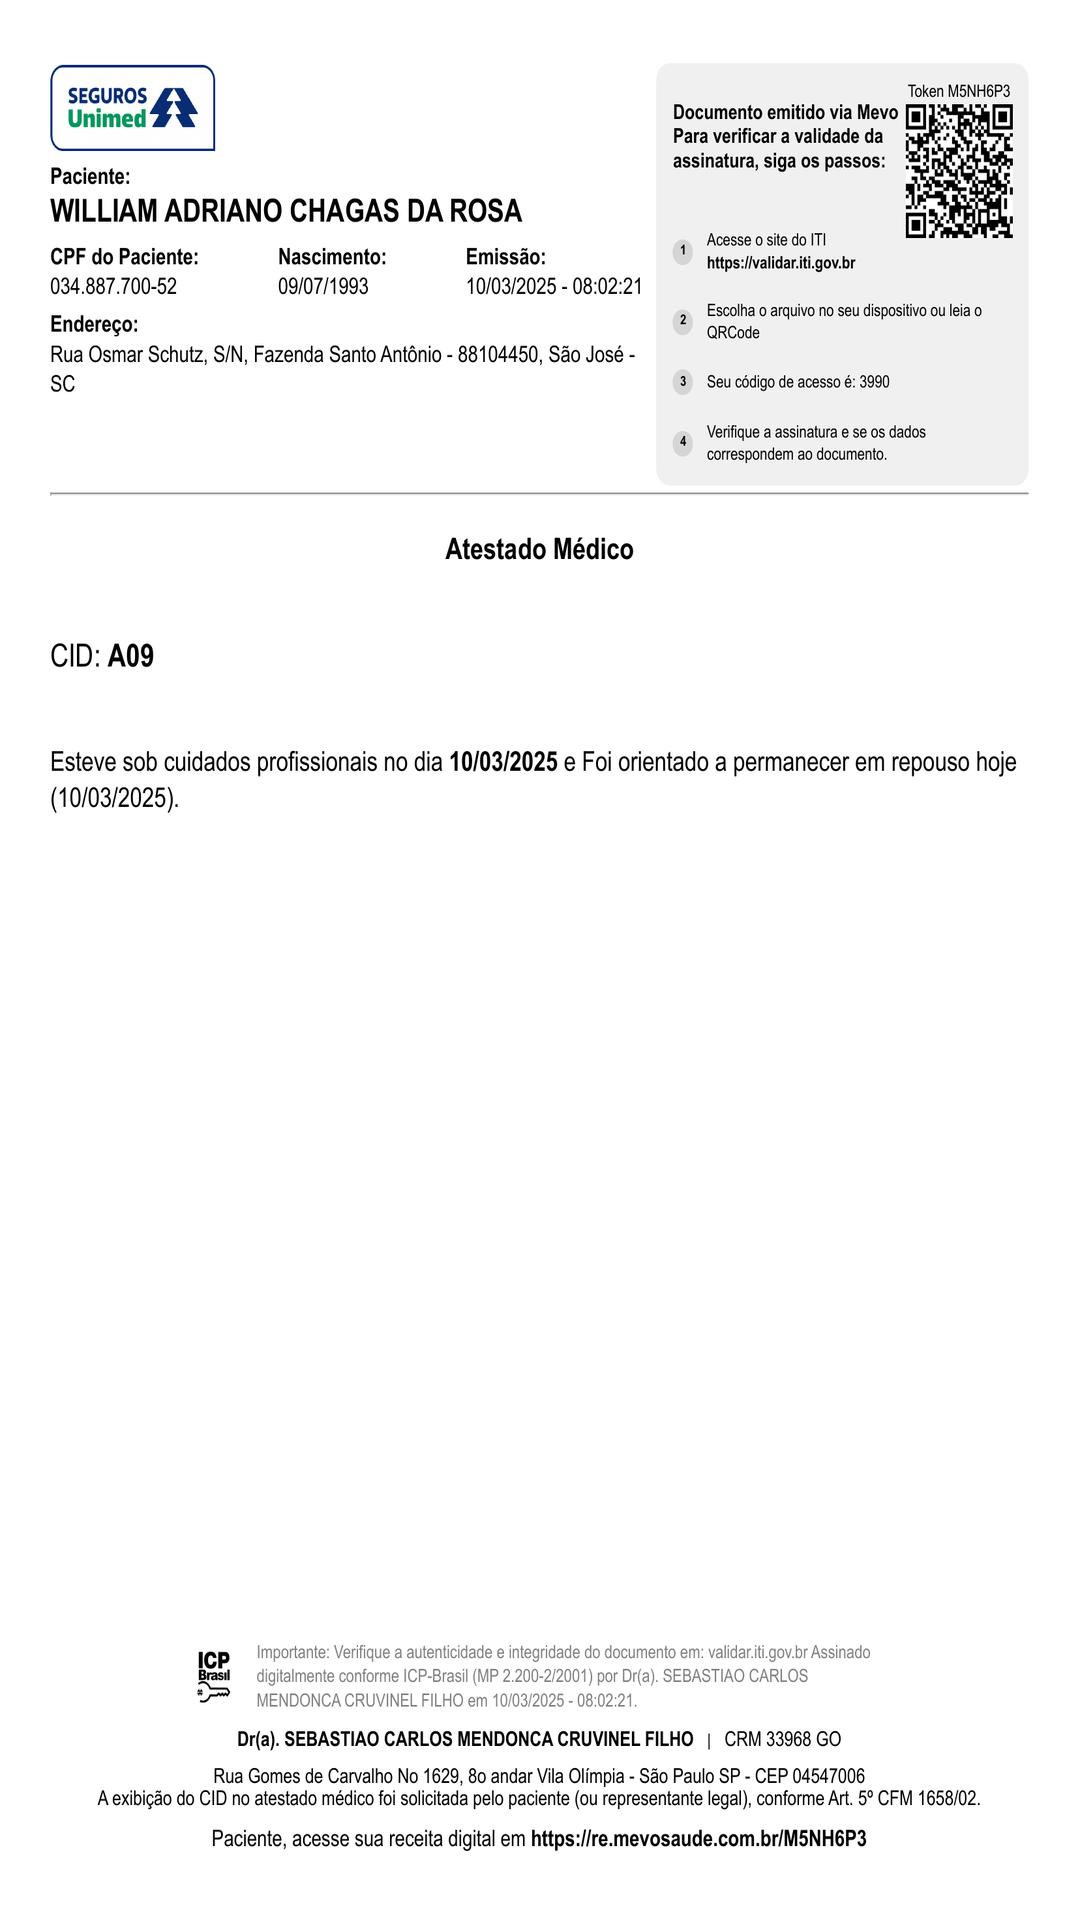 SEGUROS
Unimed
Paciente:
WILLIAM ADRIANO CHAGAS DA ROSA
CPF do Paciente: Nascimento: Emissão:
034.887.700-52 09/07/1993 10/03/2025 - 08:02:21
Endereço:
Rua Osmar Schutz, S/N, Fazenda Santo Antônio - 88104450, São José -
SC
Token M5NH6P3
Documento emitido via Mevo
Para verificar a validade da
assinatura, siga os passos:
1 Acesse o site do ITI
https://validar.iti.gov.br
2 Escolha o arquivo no seu dispositivo ou leia o
QRCode
3 Seu código de acesso é: 3990
4 Verifique a assinatura e se os dados
correspondem ao documento.
Atestado Médico
CID: A09
Esteve sob cuidados profissionais no dia 10/03/2025 e Foi orientado a permanecer em repouso hoje
(10/03/2025).
ICP
Brasil
Importante: Verifique a autenticidade e integridade do documento em: validar.iti.gov.br Assinado
digitalmente conforme ICP-Brasil (MP 2.200-2/2001) por Dr(a). SEBASTIAO CARLOS
MENDONCA CRUVINEL FILHO em 10/03/2025 - 08:02:21.
Dr(a). SEBASTIAO CARLOS MENDONCA CRUVINEL FILHO | CRM 33968 GO
Rua Gomes de Carvalho No 1629, 8o andar Vila Olímpia - São Paulo SP - CEP 04547006
A exibição do CID no atestado médico foi solicitada pelo paciente (ou representante legal), conforme Art. 5º CFM 1658/02.
Paciente, acesse sua receita digital em https://re.mevosaude.com.br/M5NH6P3